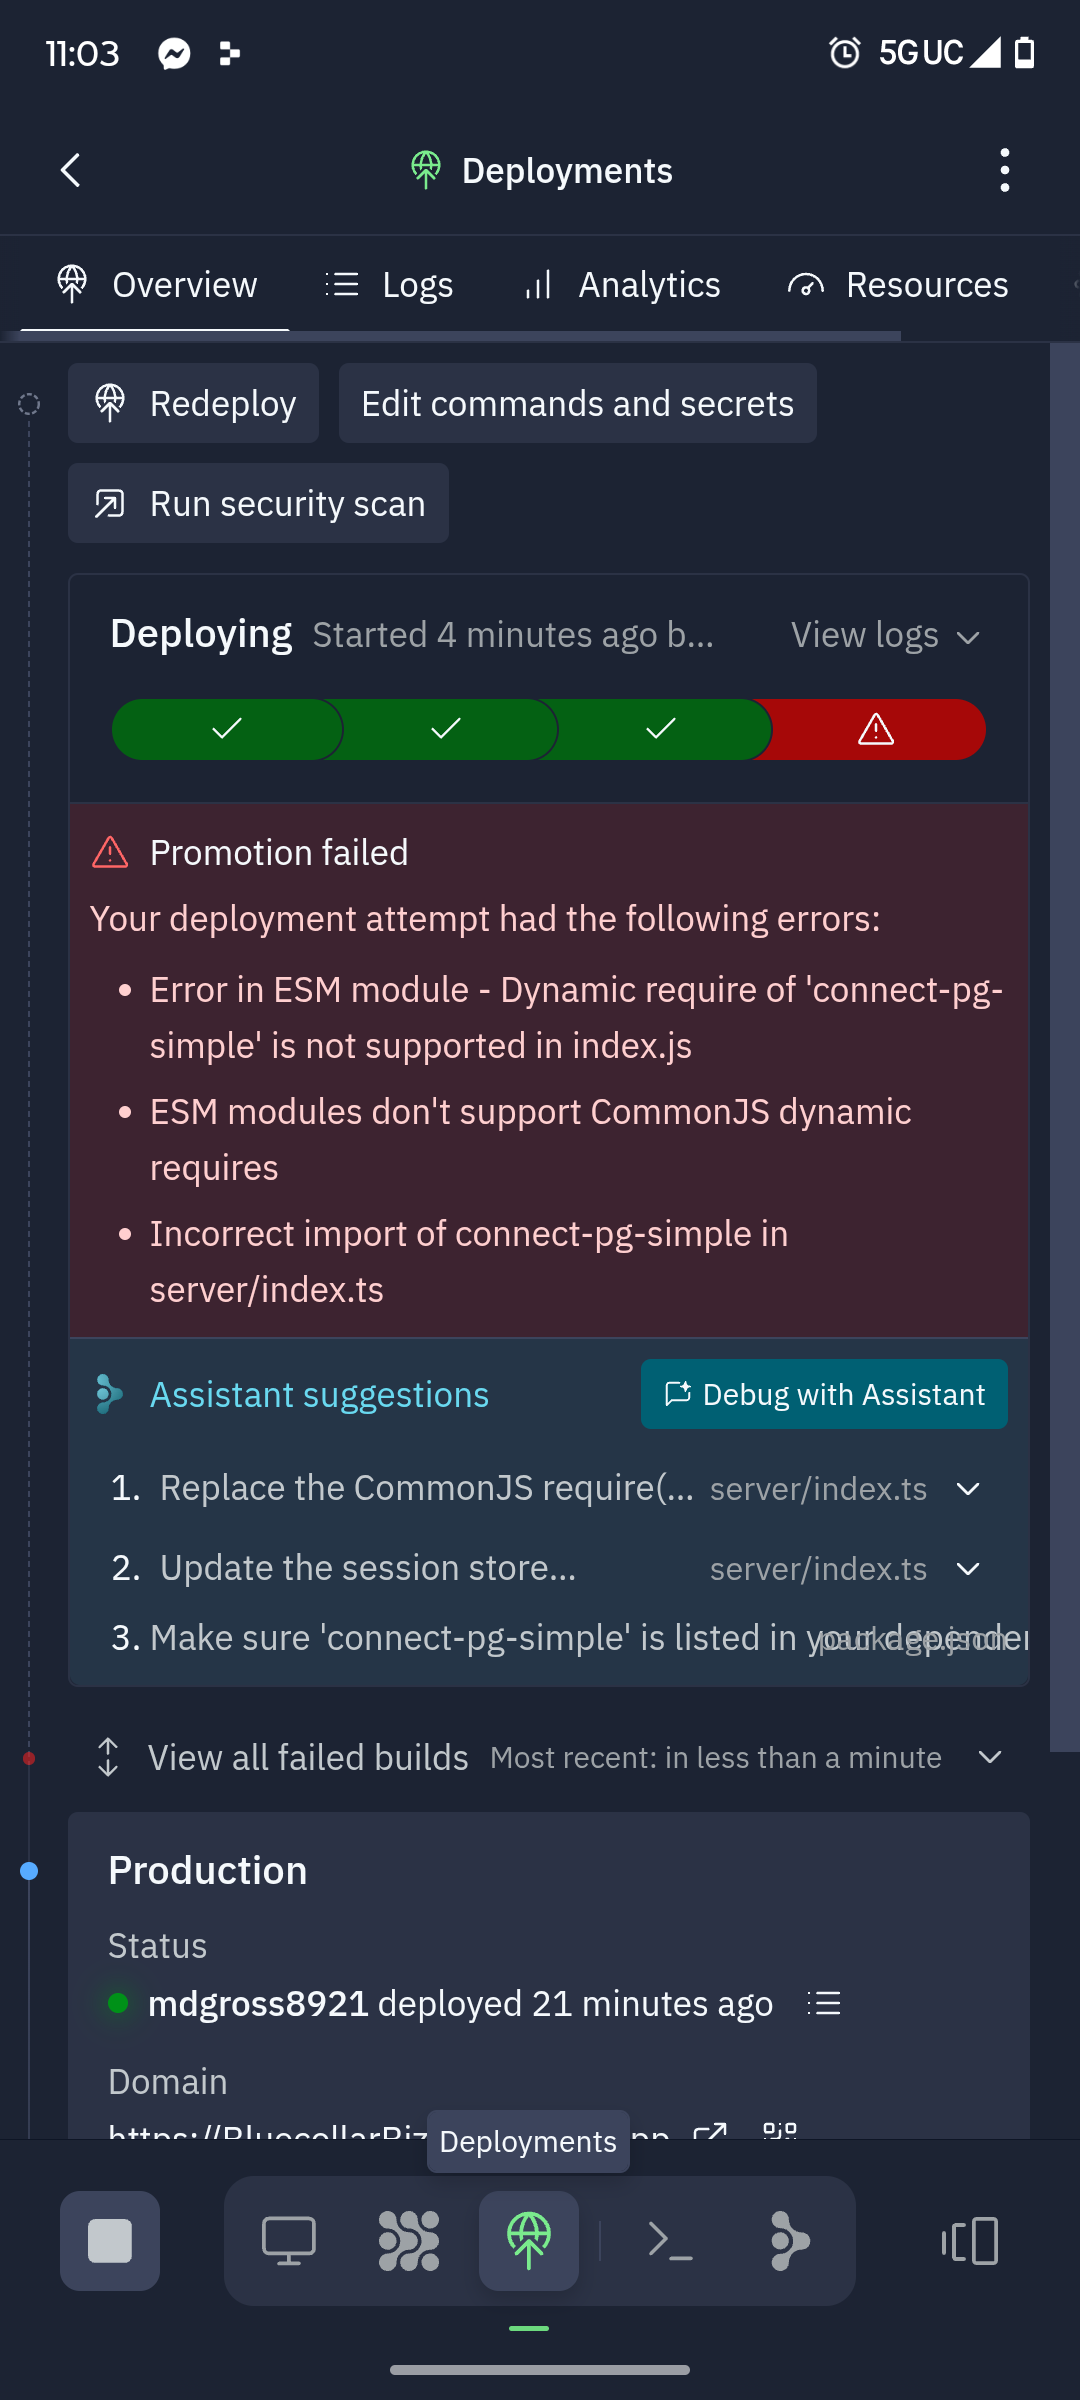 11:03
5G UC
Deployments
Overview
Logs
Analytics
Resources
Redeploy
Edit commands and secrets
Run security scan
Deploying Started 4 minutes ago b... View logs
Promotion failed
Your deployment attempt had the following errors:
• Error in ESM module - Dynamic require of 'connect-pg-
simple' is not supported in index.js
• ESM modules don't support CommonJS dynamic
requires
• Incorrect import of connect-pg-simple in
server/index.ts
Assistant suggestions
Debug with Assistant
1. Replace the CommonJS require(... server/index.ts
2. Update the session store... server/index.ts
3. Make sure 'connect-pg-simple' is listed in your depender
package.json
View all failed builds Most recent: in less than a minute
Production
Status
mdgross8921 deployed 21 minutes ago
Domain
Deployments